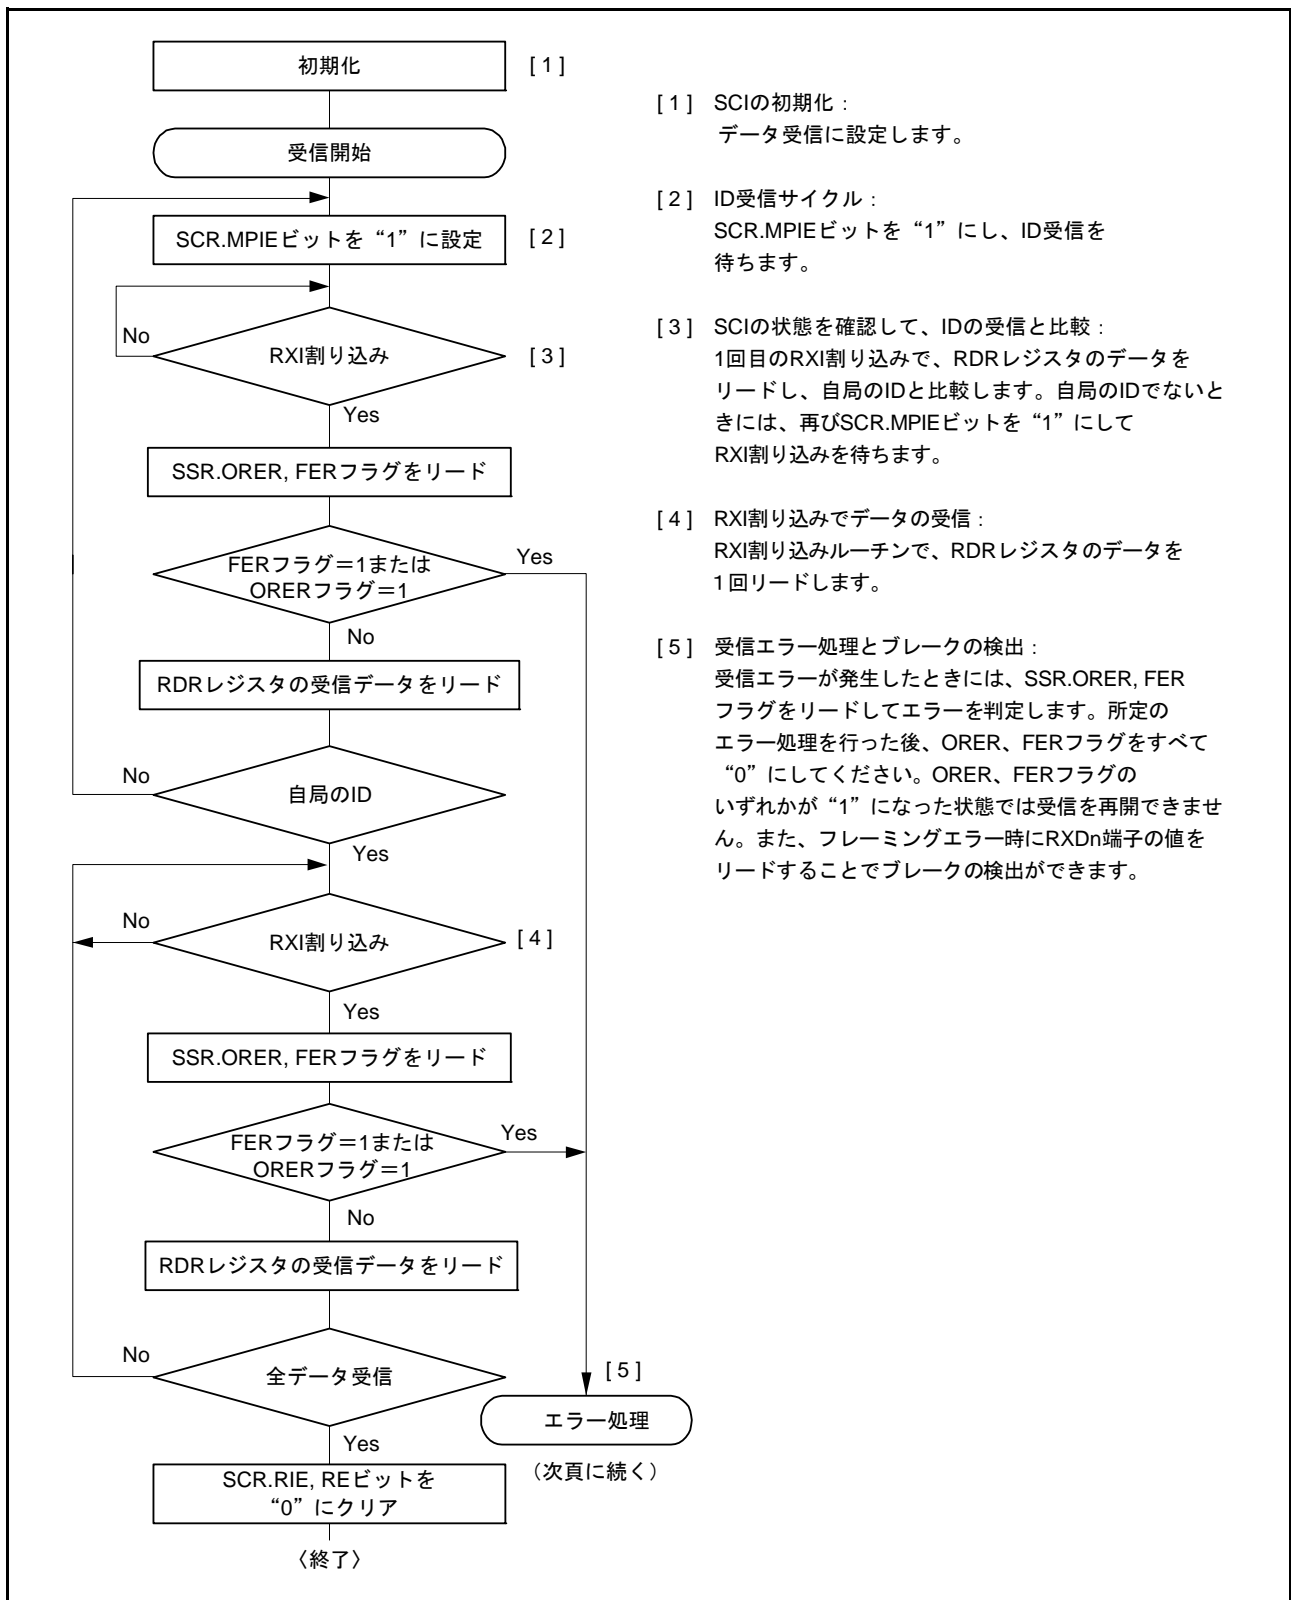 初期化
[ 1 ]
受信開始
SCR.MPIEビットを“1”に設定
[ 2 ]
No
RXI割り込み
[ 3 ]
Yes
SSR.ORER, FERフラグをリード
FERフラグ＝1または
ORERフラグ＝1
Yes
No
RDRレジスタの受信データをリード
No
自局のID
Yes
No
RXI割り込み
[ 4 ]
Yes
SSR.ORER, FERフラグをリード
FERフラグ＝1または
ORERフラグ＝1
Yes
No
RDRレジスタの受信データをリード
No
全データ受信
[ 5 ]
エラー処理
（次頁に続く）
Yes
SCR.RIE, REビットを
“0”にクリア
〈終了〉
[ 1 ] SCIの初期化：
データ受信に設定します。
[ 2 ] ID受信サイクル：
SCR.MPIEビットを“1”にし、ID受信を
待ちます。
[ 3 ] SCIの状態を確認して、IDの受信と比較：
1回目のRXI割り込みで、RDRレジスタのデータを
リードし、自局のIDと比較します。自局のIDでないと
きには、再びSCR.MPIEビットを“1”にして
RXI割り込みを待ちます。
[ 4 ] RXI割り込みでデータの受信：
RXI割り込みルーチンで、RDRレジスタのデータを
１回リードします。
[ 5 ] 受信エラー処理とブレークの検出：
受信エラーが発生したときには、SSR.ORER, FER
フラグをリードしてエラーを判定します。所定の
エラー処理を行った後、ORER、FERフラグをすべて
“0”にしてください。ORER、FERフラグの
いずれかが“1”になった状態では受信を再開できませ
ん。また、フレーミングエラー時にRXDn端子の値を
リードすることでブレークの検出ができます。